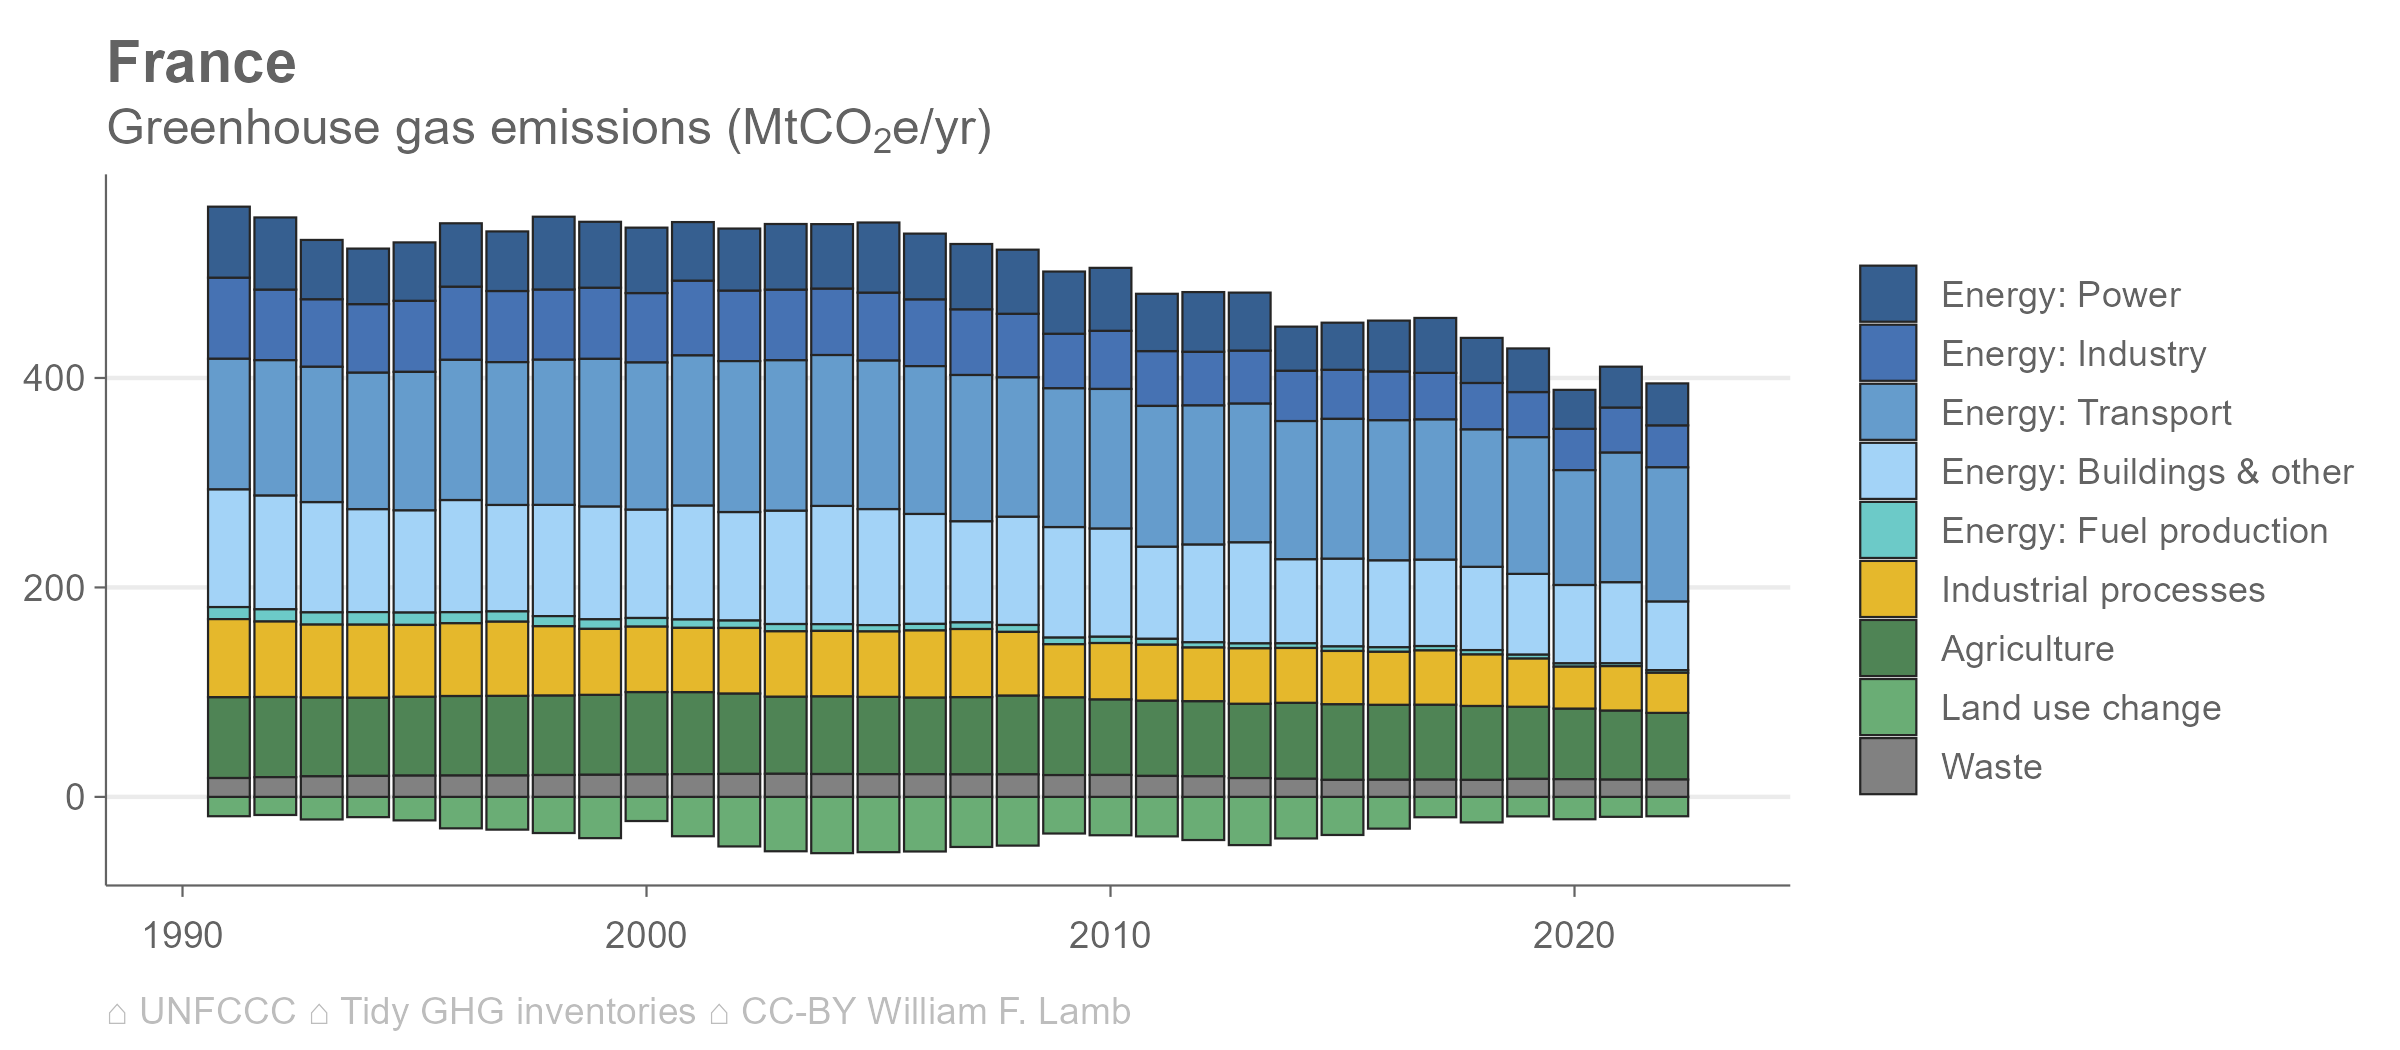 France
Greenhouse gas emissions (MtCO₂e/yr)
400
200
0
1990 2000 2010 2020
Energy: Power
Energy: Industry
Energy: Transport
Energy: Buildings & other
Energy: Fuel production
Industrial processes
Agriculture
Land use change
Waste
⌂ UNFCCC ⌂ Tidy GHG inventories ⌂ CC-BY William F. Lamb